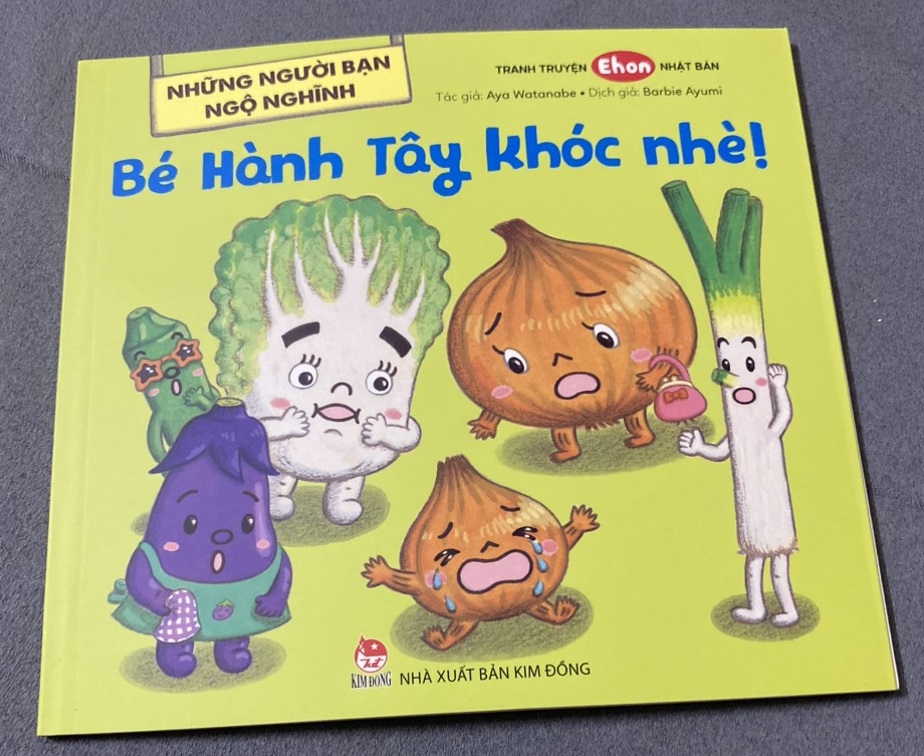 NHỮNG NGƯỜI BẠN
NGỘ NGHĨNH
TRANH TRUYỆN Ehon NHẬT BẢN
Tác giả: Aya Watanabe • Dịch giả: Barbie Ayumi
Bé Hành Tây khóc nhè!
KIM ĐỒNG
NHÀ XUẤT BẢN KIM ĐỒNG